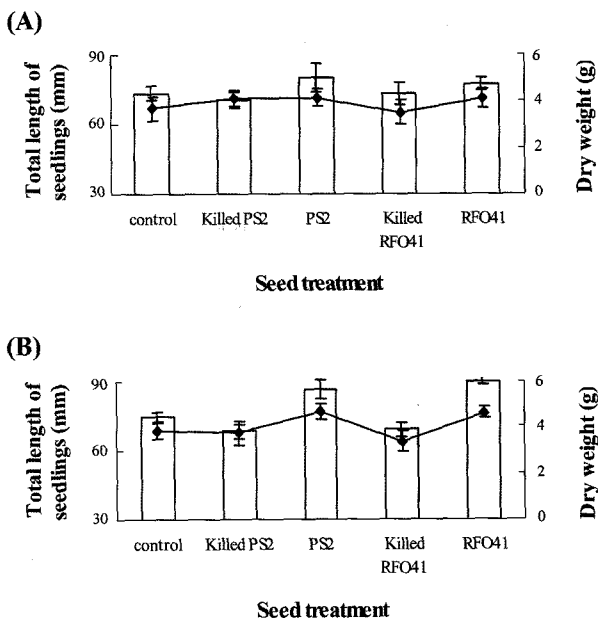 (A)
Total length of
seedlings (mm)
90
60
30
6
4
2
0
Dry weight (g)
control
Killed PS2
PS2
Killed
RFO41
RFO41
Seed treatment
(B)
Total length of
seedlings (mm)
90
60
30
6
4
2
0
Dry weight (g)
control
Killed PS2
PS2
Killed
RFO41
RFO41
Seed treatment